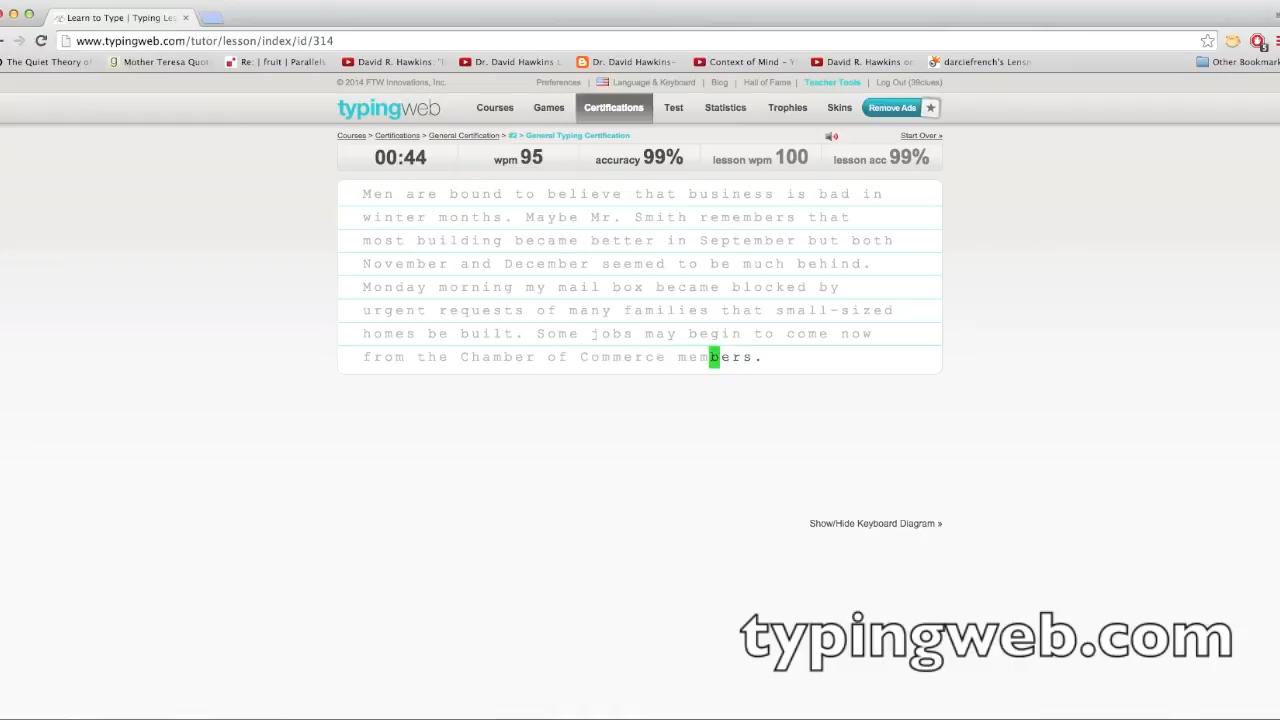 Learn to Type | Typing Les
www.typingweb.com/tutor/lesson/index/id/314
The Quiet Theory of
Mother Teresa Quot
Re: | fruit | Parallels
David R. Hawkins: "I
Dr. David Hawkins L
Dr. David Hawkins-
Context of Mind - Y
David R. Hawkins on
darciefrench's Lensn
Other Bookmark
© 2014 FTW Innovations, Inc.
Preferences | Language & Keyboard | Blog | Hall of Fame | Teacher Tools | Log Out (39clues)
typingweb Courses Games Certifications Test Statistics Trophies Skins Remove Ads
Courses > Certifications > General Certification > #2 > General Typing Certification
Start Over »
00:44 wpm 95 accuracy 99% lesson wpm 100 lesson acc 99%
Men are bound to believe that business is bad in
winter months. Maybe Mr. Smith remembers that
most building became better in September but both
November and December seemed to be much behind.
Monday morning my mail box became blocked by
urgent requests of many families that small-sized
homes be built. Some jobs may begin to come now
from the Chamber of Commerce members.
Show/Hide Keyboard Diagram »
typingweb.com